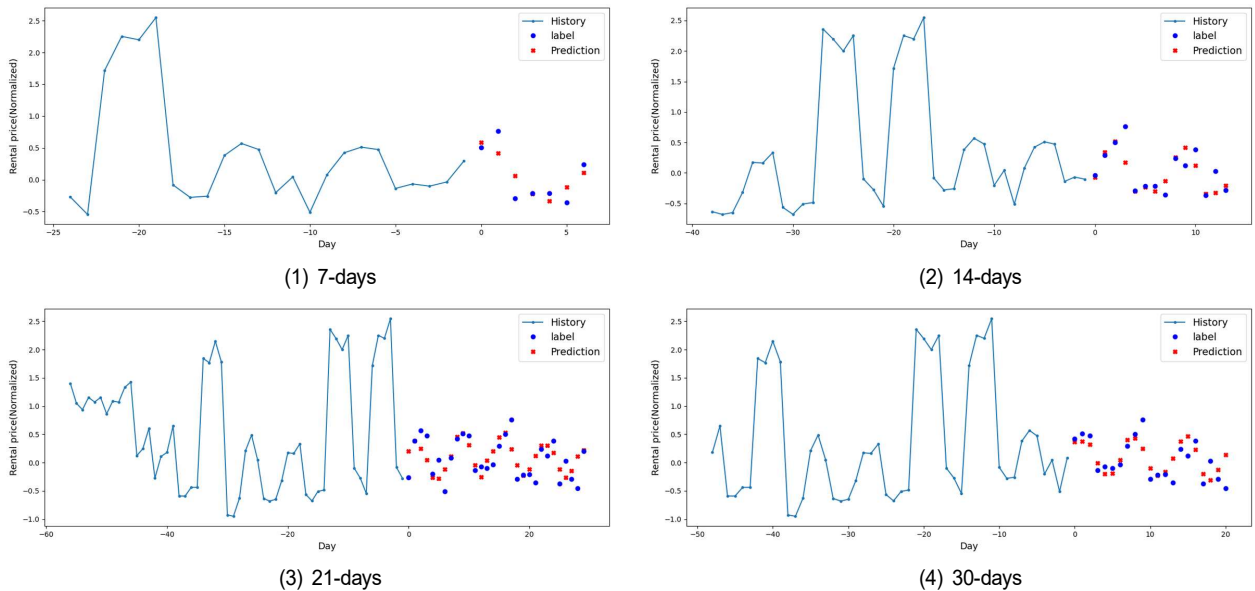 2.5
2.0
1.5
1.0
0.5
0.0
−0.5
Rental price(Normalized)
History
label
Prediction
−25 −20 −15 −10 −5 0 5
Day
(1) 7-days
2.5
2.0
1.5
1.0
0.5
0.0
−0.5
Rental price(Normalized)
History
label
Prediction
−40 −30 −20 −10 0 10
Day
(2) 14-days
2.5
2.0
1.5
1.0
0.5
0.0
−0.5
−1.0
Rental price(Normalized)
History
label
Prediction
−60 −40 −20 0 20
Day
(3) 21-days
2.5
2.0
1.5
1.0
0.5
0.0
−0.5
−1.0
Rental price(Normalized)
History
label
Prediction
−50 −40 −30 −20 −10 0 10 20
Day
(4) 30-days